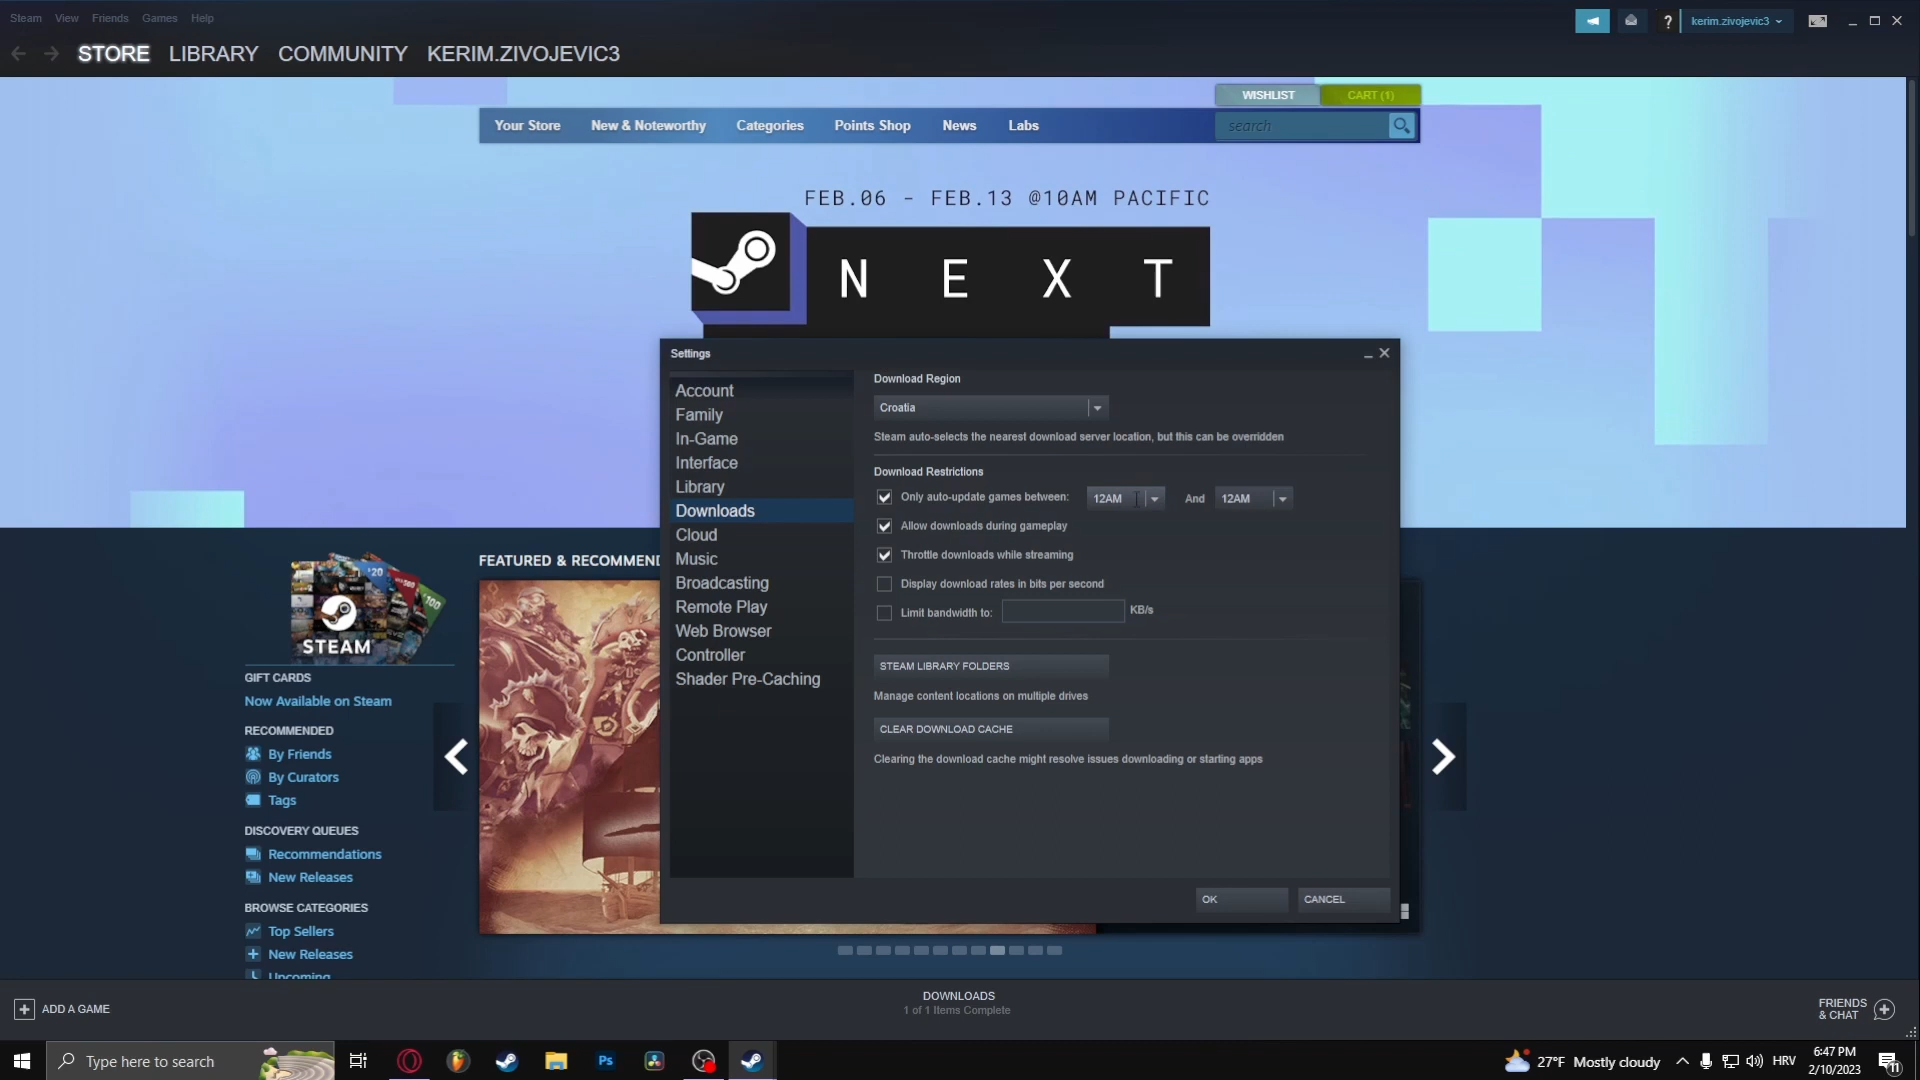 Steam View Friends Games Help
kerim.zivojevic3
STORE LIBRARY COMMUNITY KERIM.ZIVOJEVIC3
WISHLIST CART (1)
Your Store New & Noteworthy Categories Points Shop News Labs search
FEB.06 - FEB.13 @10AM PACIFIC
NEXT
Settings
Account
Family
In-Game
Interface
Library
Downloads
Cloud
Music
Broadcasting
Remote Play
Web Browser
Controller
Shader Pre-Caching
Download Region
Croatia
Steam auto-selects the nearest download server location, but this can be overridden
Download Restrictions
Only auto-update games between: 12AM And 12AM
Allow downloads during gameplay
Throttle downloads while streaming
Display download rates in bits per second
Limit bandwidth to: KB/s
STEAM LIBRARY FOLDERS
Manage content locations on multiple drives
CLEAR DOWNLOAD CACHE
Clearing the download cache might resolve issues downloading or starting apps
OK CANCEL
FEATURED & RECOMMEND
$20
$100
STEAM
GIFT CARDS
Now Available on Steam
RECOMMENDED
By Friends
By Curators
Tags
DISCOVERY QUEUES
Recommendations
New Releases
BROWSE CATEGORIES
Top Sellers
New Releases
Upcoming
ADD A GAME
DOWNLOADS
1 of 1 Items Complete
FRIENDS
& CHAT
Type here to search
Ps
27°F Mostly cloudy
HRV
6:47 PM
2/10/2023
11